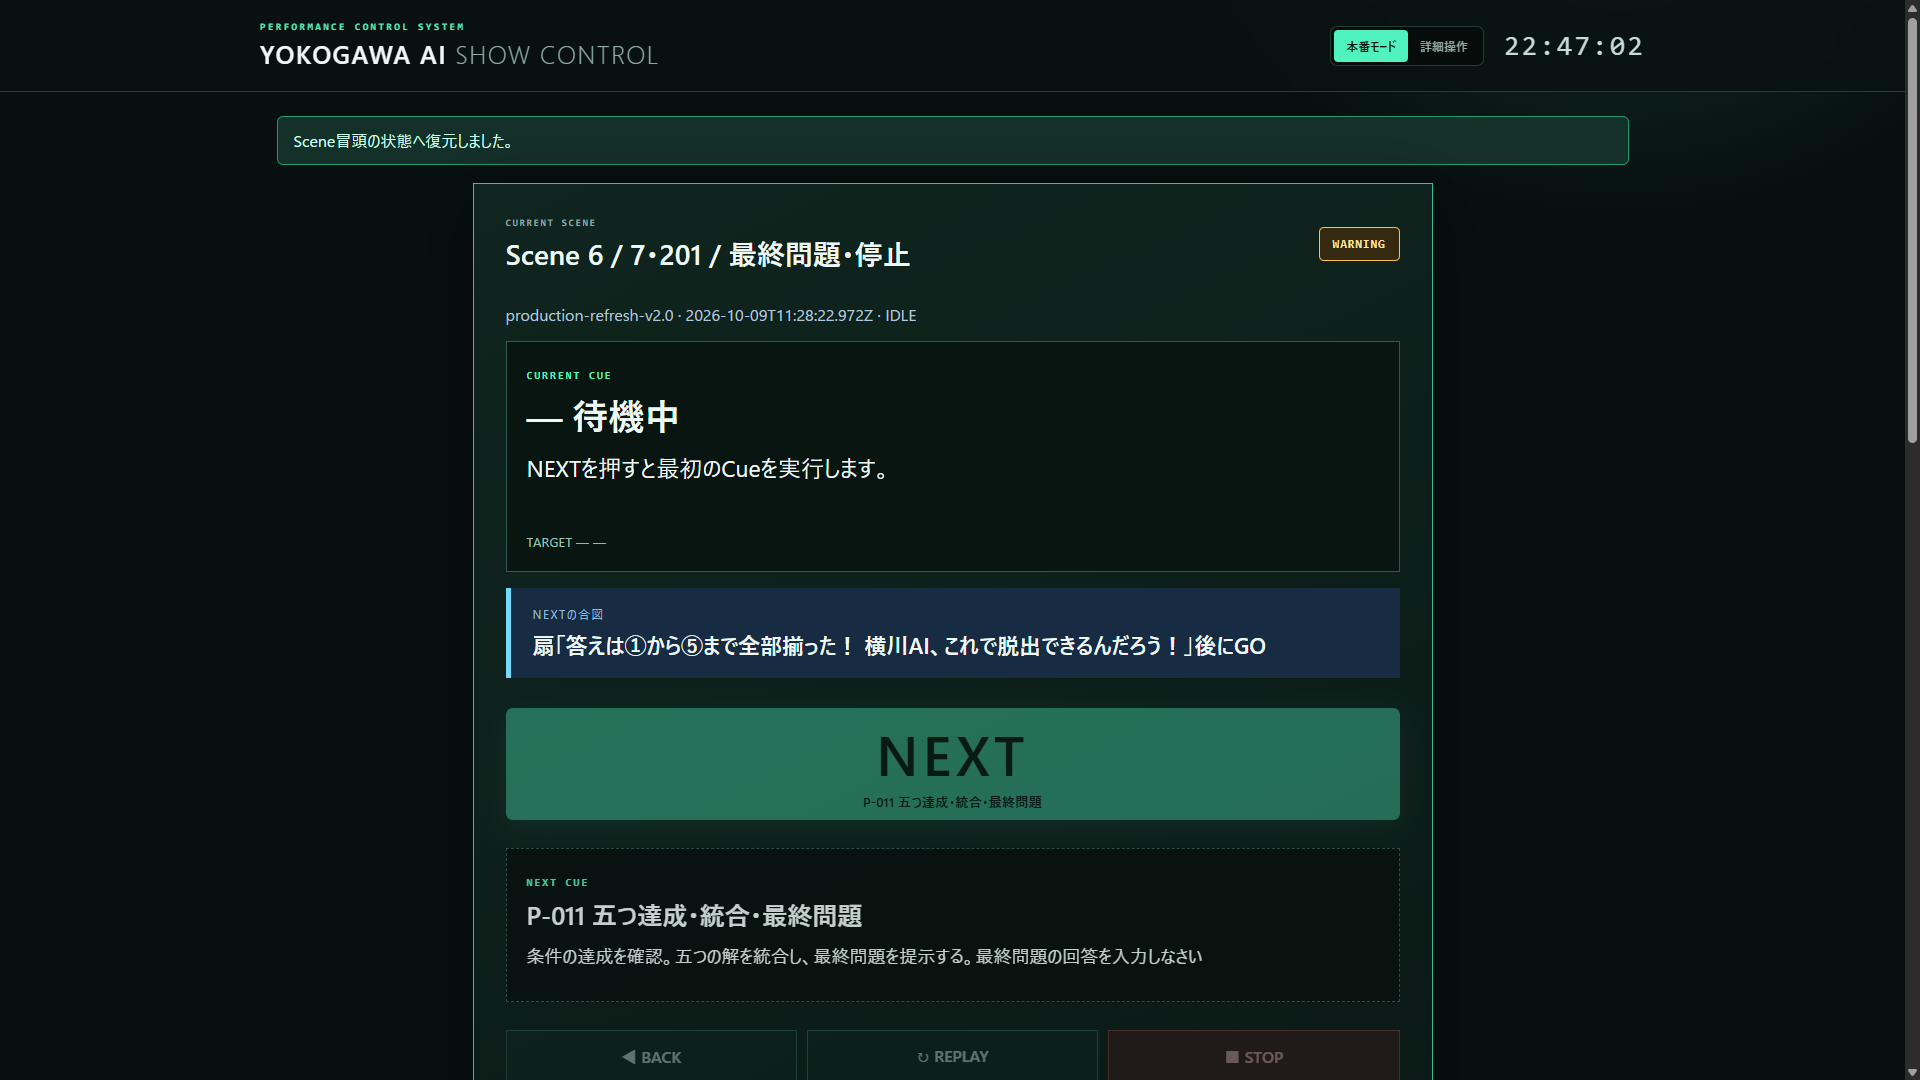 PERFORMANCE CONTROL SYSTEM
YOKOGAWA AI SHOW CONTROL
本番モード 詳細操作 22:47:02
Scene冒頭の状態へ復元しました。
CURRENT SCENE
Scene 6 / 7・201 / 最終問題・停止
WARNING
production-refresh-v2.0 · 2026-10-09T11:28:22.972Z · IDLE
CURRENT CUE
— 待機中
NEXTを押すと最初のCueを実行します。
TARGET — —
NEXTの合図
扇「答えは①から⑤まで全部揃った！ 横川AI、これで脱出できるんだろう！」後にGO
NEXT
P-011 五つ達成・統合・最終問題
NEXT CUE
P-011 五つ達成・統合・最終問題
条件の達成を確認。五つの解を統合し、最終問題を提示する。最終問題の回答を入力しなさい
◀ BACK ↻ REPLAY ■ STOP